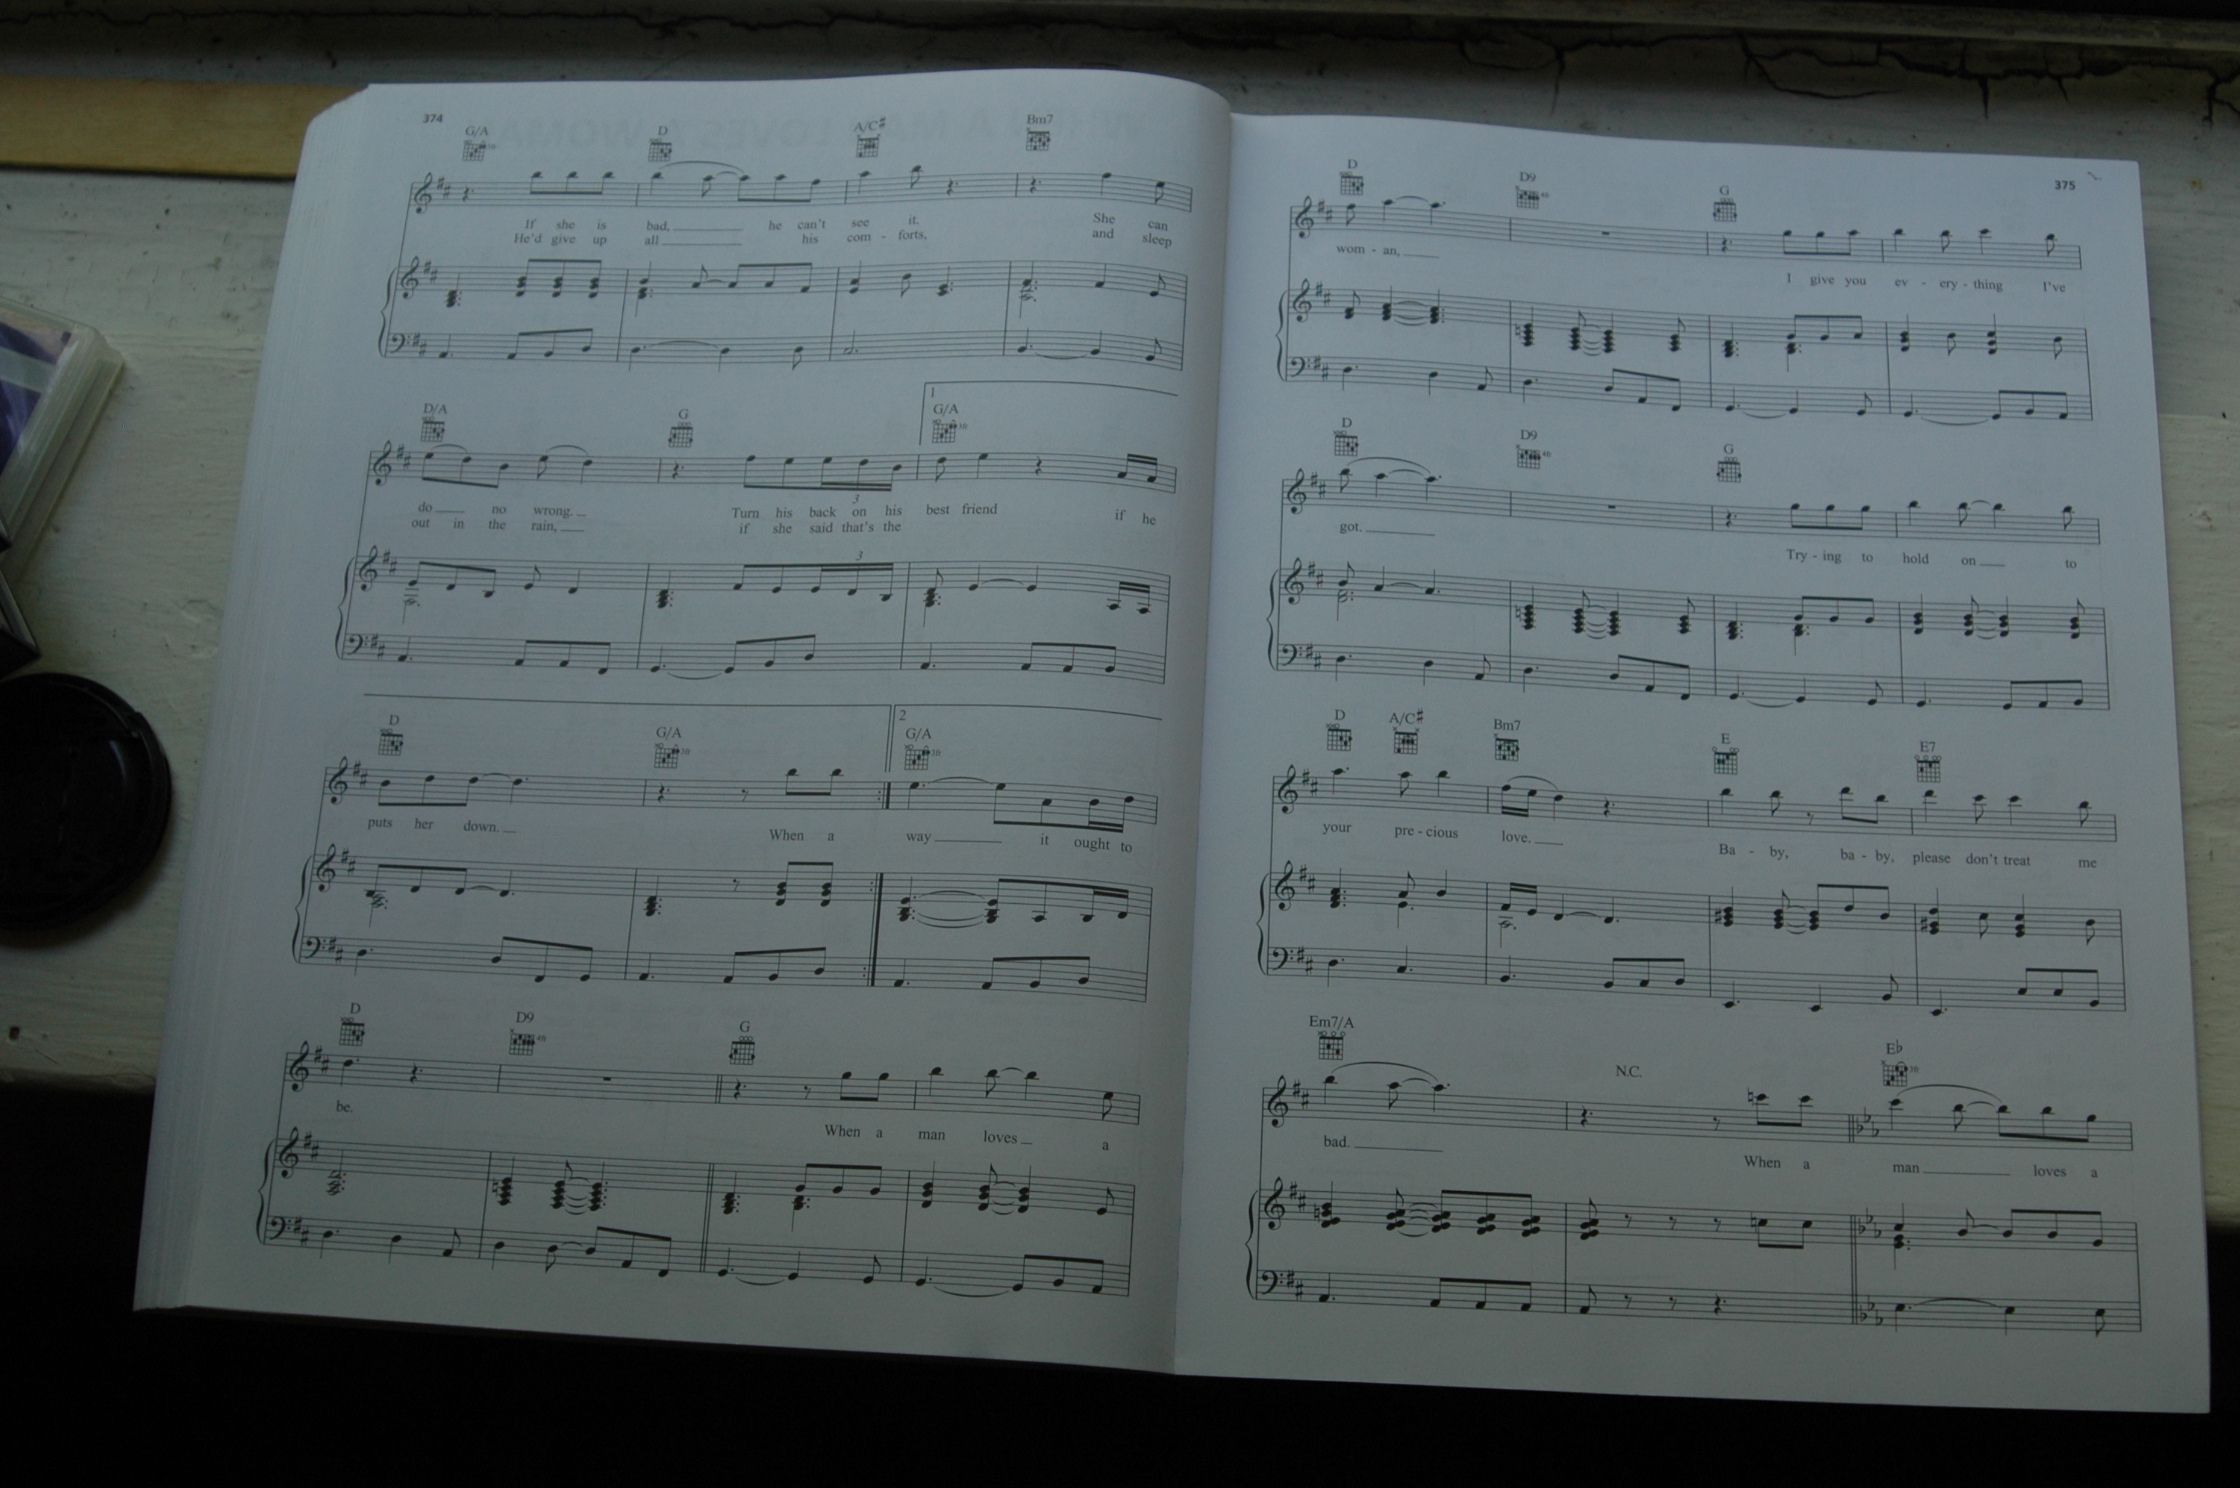 374
G/A D A/C♯ Bm7
If she is bad, he can't see it. She can
He'd give up all his com - forts, and sleep
1
D/A G G/A
do no wrong. Turn his back on his best friend if he
out in the rain, if she said that's the
3
3
2
D G/A G/A
puts her down. When a way it ought to
D D9 G
be. When a man loves a
375
D D9 G
wom - an, I give you ev - ery - thing I've
D D9 G
got. Try - ing to hold on to
D A/C♯ Bm7 E E7
your pre - cious love. Ba - by, ba - by, please don't treat me
Em7/A N.C. E♭
bad. When a man loves a